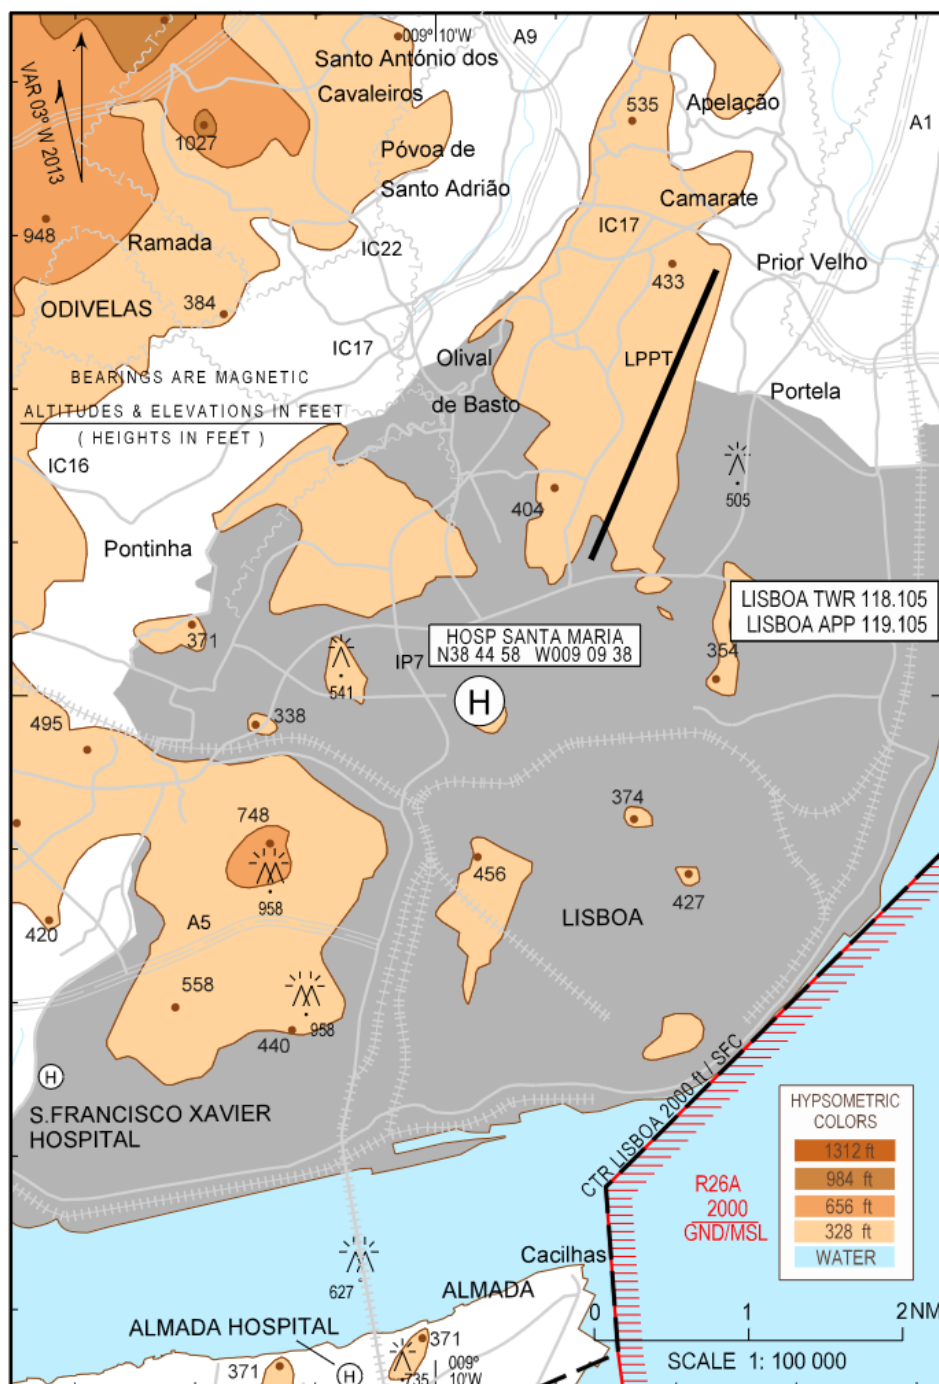 009º 10'W
A9
Santo António dos
Cavaleiros
VAR 03º W 2013
535
Apelação
A1
1027
Póvoa de
Santo Adrião
Camarate
948
Ramada
IC22
IC17
Prior Velho
433
384
ODIVELAS
IC17
Olival
de Basto
LPPT
BEARINGS ARE MAGNETIC
ALTITUDES & ELEVATIONS IN FEET
( HEIGHTS IN FEET )
Portela
IC16
505
404
Pontinha
LISBOA TWR 118.105
LISBOA APP 119.105
371
HOSP SANTA MARIA
N38 44 58 W009 09 38
IP7
354
541
H
495
338
374
748
456
427
958
LISBOA
A5
420
558
958
440
H
S.FRANCISCO XAVIER
HOSPITAL
CTR LISBOA 2000 ft / SFC
HYPSOMETRIC
COLORS
1312 ft
984 ft
656 ft
328 ft
WATER
R26A
2000
GND/MSL
Cacilhas
627
ALMADA
ALMADA HOSPITAL
0 1 2NM
SCALE 1: 100 000
371
371
H
735
009º
10'W